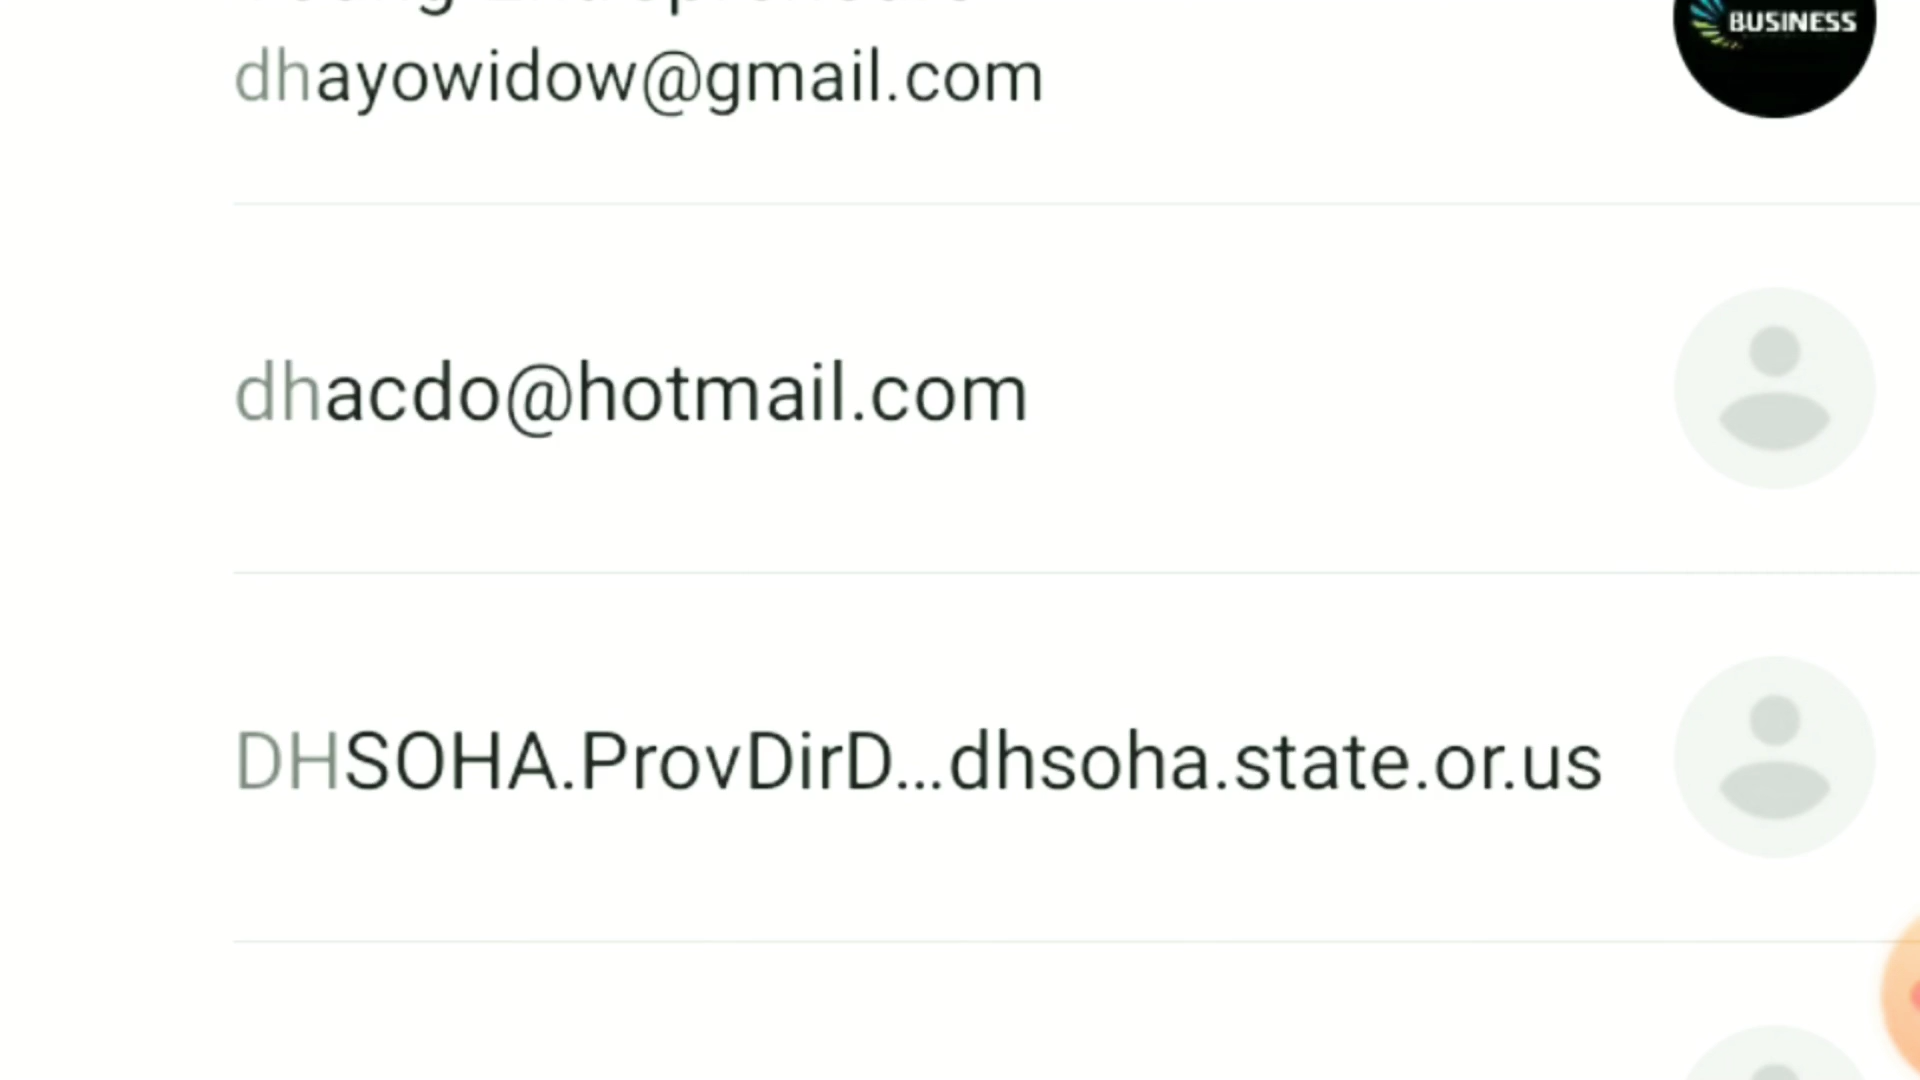 BUSINESS
dhayowidow@gmail.com
dhacdo@hotmail.com
DHSOHA.ProvDirD...dhsoha.state.or.us